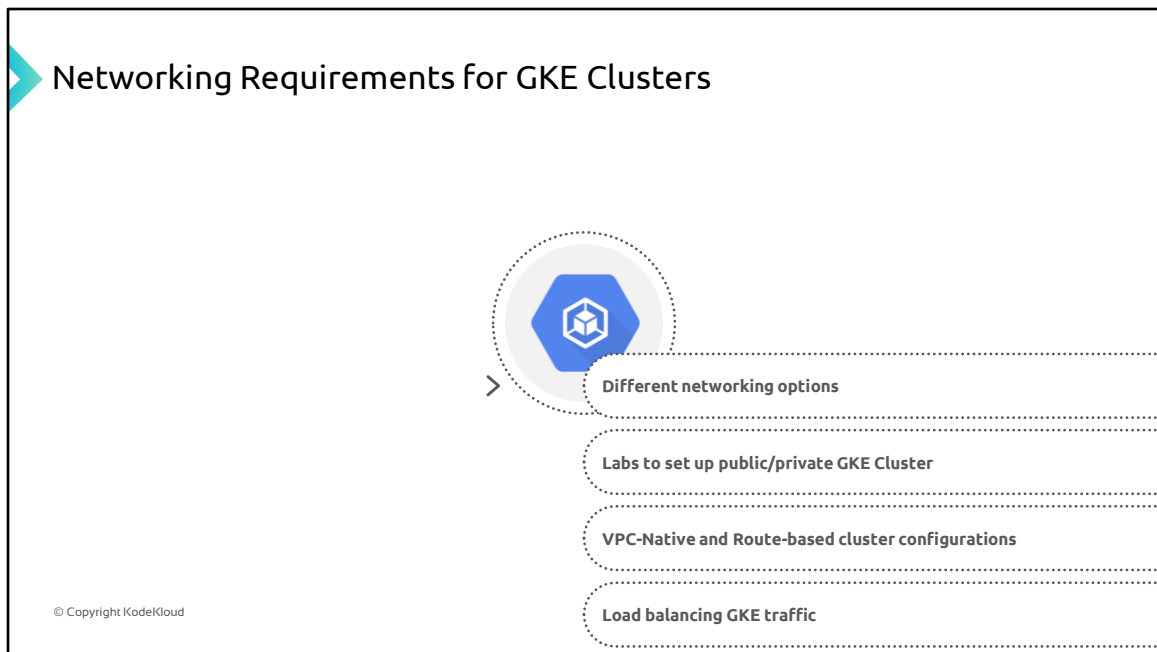 Networking Requirements for GKE Clusters
Different networking options
Labs to set up public/private GKE Cluster
VPC-Native and Route-based cluster configurations
Load balancing GKE traffic
© Copyright KodeKloud